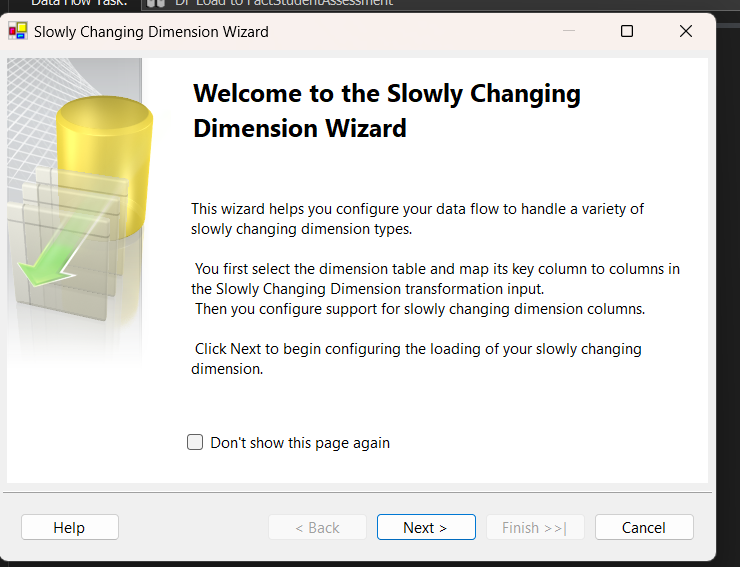 Data Flow Task: DF Load to FactStudentAssessment
Slowly Changing Dimension Wizard
Welcome to the Slowly Changing
Dimension Wizard
This wizard helps you configure your data flow to handle a variety of
slowly changing dimension types.
You first select the dimension table and map its key column to columns in
the Slowly Changing Dimension transformation input.
Then you configure support for slowly changing dimension columns.
Click Next to begin configuring the loading of your slowly changing
dimension.
Don't show this page again
Help < Back Next > Finish >>| Cancel